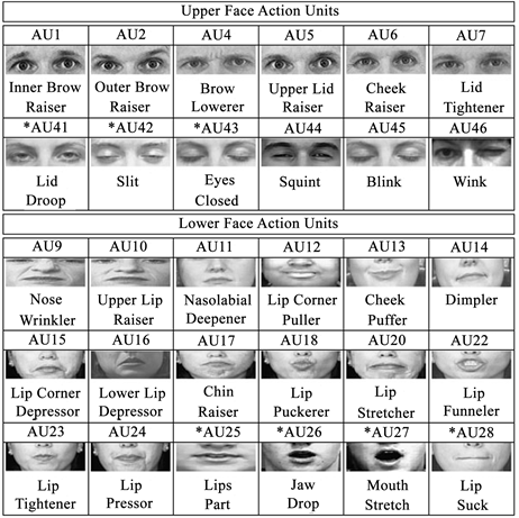 Upper Face Action Units
AU1 AU2 AU4 AU5 AU6 AU7
Inner Brow Outer Brow Brow Upper Lid Cheek Lid
Raiser Raiser Lowerer Raiser Raiser Tightener
*AU41 *AU42 *AU43 AU44 AU45 AU46
Lid Slit Eyes Squint Blink Wink
Droop Closed
Lower Face Action Units
AU9 AU10 AU11 AU12 AU13 AU14
Nose Upper Lip Nasolabial Lip Corner Cheek Dimpler
Wrinkler Raiser Deepener Puller Puffer
AU15 AU16 AU17 AU18 AU20 AU22
Lip Corner Lower Lip Chin Lip Lip Lip
Depressor Depressor Raiser Puckerer Stretcher Funneler
AU23 AU24 *AU25 *AU26 *AU27 *AU28
Lip Lip Lips Jaw Mouth Lip
Tightener Pressor Part Drop Stretch Suck